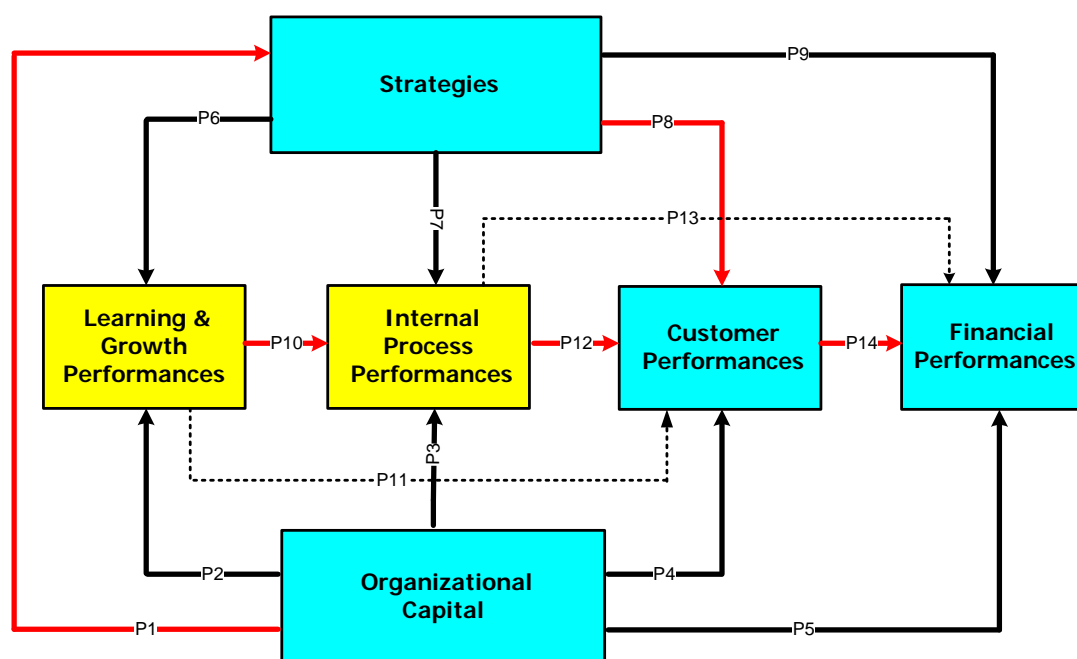 P9
Strategies
P6
P8
P7
P13
Learning &
Growth
Performances
P10
Internal
Process
Performances
P12
Customer
Performances
P14
Financial
Performances
P3
P11
P2
Organizational
Capital
P4
P1
P5